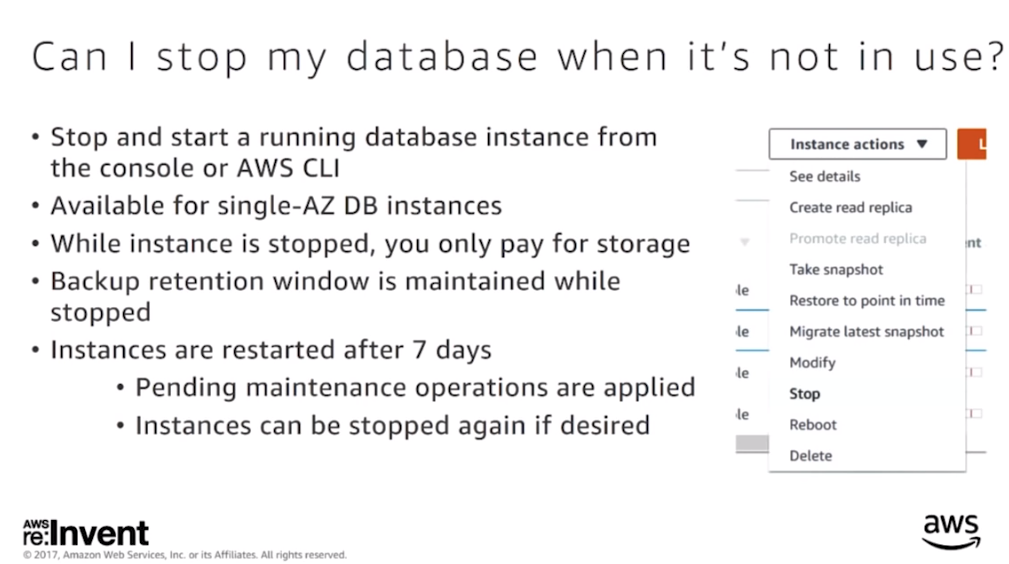 Can I stop my database when it's not in use?
• Stop and start a running database instance from
the console or AWS CLI
• Available for single-AZ DB instances
• While instance is stopped, you only pay for storage
• Backup retention window is maintained while
stopped
• Instances are restarted after 7 days
• Pending maintenance operations are applied
• Instances can be stopped again if desired
Instance actions
See details
Create read replica
Promote read replica
Take snapshot
Restore to point in time
Migrate latest snapshot
Modify
Stop
Reboot
Delete
AWS
re:Invent
© 2017, Amazon Web Services, Inc. or its Affiliates. All rights reserved.
aws